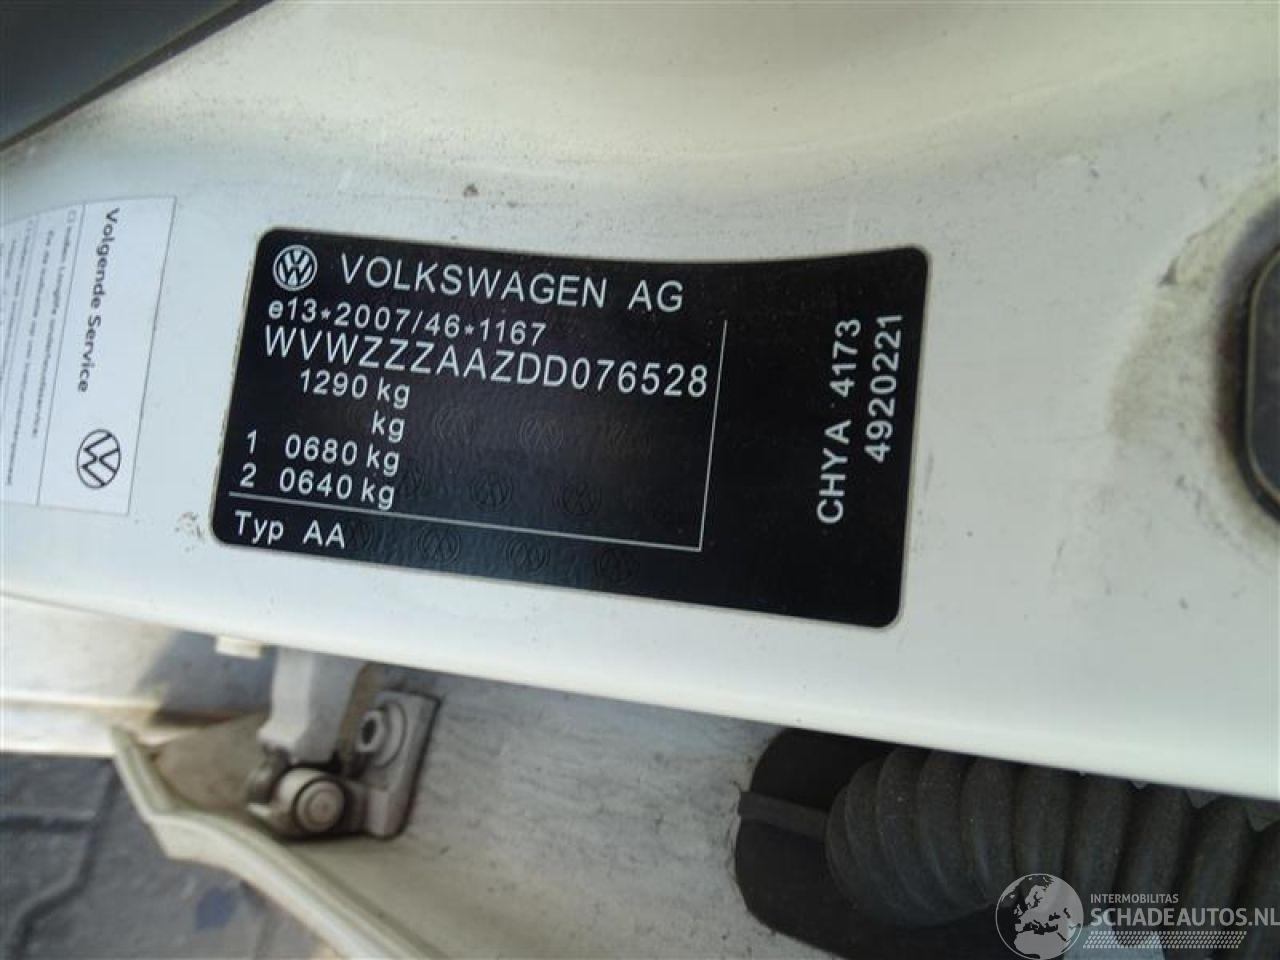 VOLKSWAGEN AG
e13*2007/46*1167
WVWZZZAAZDD076528
1290 kg
kg
1 0680 kg
2 0640 kg
Typ AA
CHYA 4173
4920221
Volgende Service
INTERMOBILITAS
SCHADEAUTOS.NL